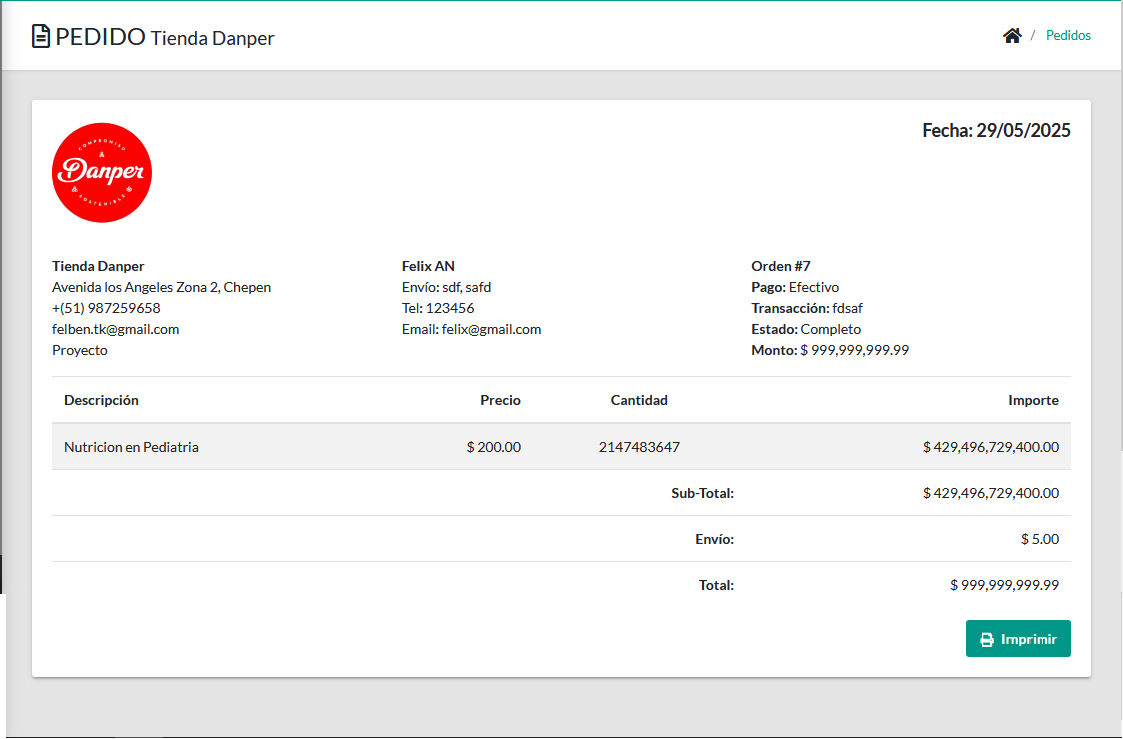 PEDIDO Tienda Danper
/ Pedidos
COMPROMISO
A
Danper
SOSTENIBLE
Fecha: 29/05/2025
Tienda Danper
Avenida los Angeles Zona 2, Chepen
+(51) 987259658
felben.tk@gmail.com
Proyecto
Felix AN
Envío: sdf, safd
Tel: 123456
Email: felix@gmail.com
Orden #7
Pago: Efectivo
Transacción: fdsaf
Estado: Completo
Monto: $ 999,999,999.99
Descripción Precio Cantidad Importe
Nutricion en Pediatria $ 200.00 2147483647 $ 429,496,729,400.00
Sub-Total: $ 429,496,729,400.00
Envío: $ 5.00
Total: $ 999,999,999.99
Imprimir